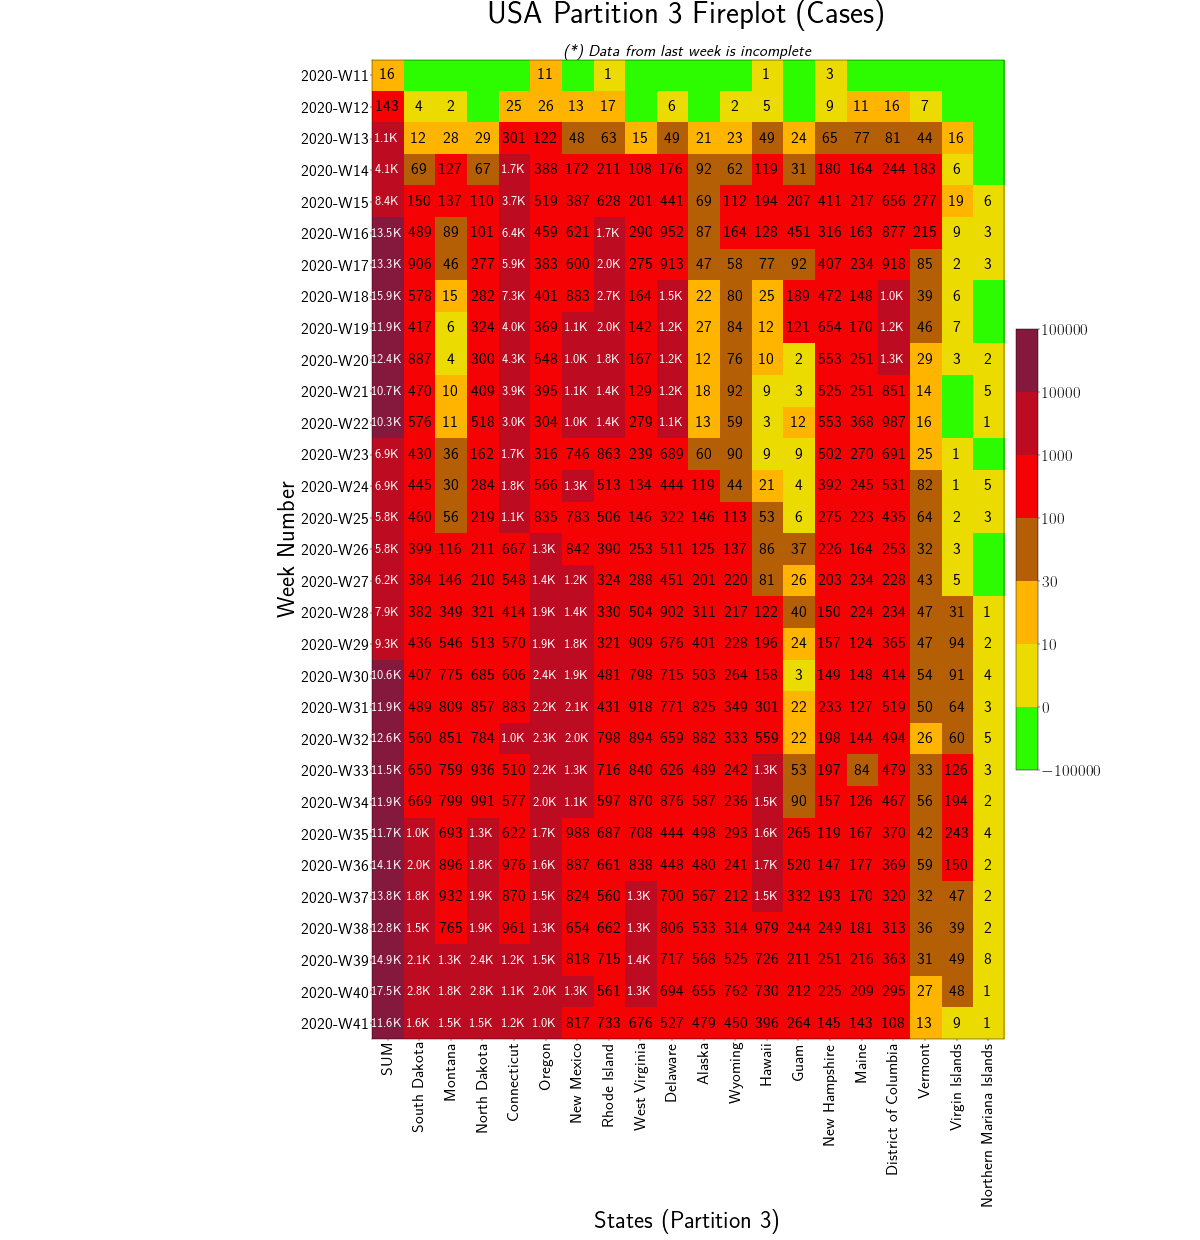 USA Partition 3 Fireplot (Cases)
(*) Data from last week is incomplete
2020-W11 16 11 1 1 3
2020-W12 143 4 2 25 26 13 17 6 2 5 9 11 16 7
2020-W13 1.1K 12 28 29 301 122 48 63 15 49 21 23 49 24 65 77 81 44 16
2020-W14 4.1K 69 127 67 1.7K 388 172 211 108 176 92 62 119 31 180 164 244 183 6
2020-W15 8.4K 150 137 110 3.7K 519 387 628 201 441 69 112 194 207 411 217 656 277 19 6
2020-W16 13.5K 489 89 101 6.4K 459 621 1.7K 290 952 87 164 128 451 316 163 877 215 9 3
2020-W17 13.3K 906 46 277 5.9K 383 600 2.0K 275 913 47 58 77 92 407 234 918 85 2 3
2020-W18 15.9K 578 15 282 7.3K 401 883 2.7K 164 1.5K 22 80 25 189 472 148 1.0K 39 6
2020-W19 11.9K 417 6 324 4.0K 369 1.1K 2.0K 142 1.2K 27 84 12 121 654 170 1.2K 46 7
2020-W20 12.4K 887 4 300 4.3K 548 1.0K 1.8K 167 1.2K 12 76 10 2 553 251 1.3K 29 3 2
2020-W21 10.7K 470 10 409 3.9K 395 1.1K 1.4K 129 1.2K 18 92 9 3 525 251 851 14 5
2020-W22 10.3K 576 11 518 3.0K 304 1.0K 1.4K 279 1.1K 13 59 3 12 553 368 987 16 1
2020-W23 6.9K 430 36 162 1.7K 316 746 863 239 689 60 90 9 9 502 270 691 25 1
2020-W24 6.9K 445 30 284 1.8K 566 1.3K 513 134 444 119 44 21 4 392 245 531 82 1 5
2020-W25 5.8K 460 56 219 1.1K 835 783 506 146 322 146 113 53 6 275 223 435 64 2 3
2020-W26 5.8K 399 116 211 667 1.3K 842 390 253 511 125 137 86 37 226 164 253 32 3
2020-W27 6.2K 384 146 210 548 1.4K 1.2K 324 288 451 201 220 81 26 203 234 228 43 5
2020-W28 7.9K 382 349 321 414 1.9K 1.4K 330 504 902 311 217 122 40 150 224 234 47 31 1
2020-W29 9.3K 436 546 513 570 1.9K 1.8K 321 909 676 401 228 196 24 157 124 365 47 94 2
2020-W30 10.6K 407 775 685 606 2.4K 1.9K 481 798 715 503 264 158 3 149 148 414 54 91 4
2020-W31 11.9K 489 809 857 883 2.2K 2.1K 431 918 771 825 349 301 22 233 127 519 50 64 3
2020-W32 12.6K 560 851 784 1.0K 2.3K 2.0K 798 894 659 882 333 559 22 198 144 494 26 60 5
2020-W33 11.5K 650 759 936 510 2.2K 1.3K 716 840 626 489 242 1.3K 53 197 84 479 33 126 3
2020-W34 11.9K 669 799 991 577 2.0K 1.1K 597 870 876 587 236 1.5K 90 157 126 467 56 194 2
2020-W35 11.7K 1.0K 693 1.3K 622 1.7K 988 687 708 444 498 293 1.6K 265 119 167 370 42 243 4
2020-W36 14.1K 2.0K 896 1.8K 976 1.6K 887 661 838 448 480 241 1.7K 520 147 177 369 59 150 2
2020-W37 13.8K 1.8K 932 1.9K 870 1.5K 824 560 1.3K 700 567 212 1.5K 332 193 170 320 32 47 2
2020-W38 12.8K 1.5K 765 1.9K 961 1.3K 654 662 1.3K 806 533 314 979 244 249 181 313 36 39 2
2020-W39 14.9K 2.1K 1.3K 2.4K 1.2K 1.5K 818 715 1.4K 717 568 525 726 211 251 216 363 31 49 8
2020-W40 17.5K 2.8K 1.8K 2.8K 1.1K 2.0K 1.3K 561 1.3K 694 655 762 730 212 225 209 295 27 48 1
2020-W41 11.6K 1.6K 1.5K 1.5K 1.2K 1.0K 817 733 676 527 479 450 396 264 145 143 108 13 9 1
Week Number
SUM
South Dakota
Montana
North Dakota
Connecticut
Oregon
New Mexico
Rhode Island
West Virginia
Delaware
Alaska
Wyoming
Hawaii
Guam
New Hampshire
Maine
District of Columbia
Vermont
Virgin Islands
Northern Mariana Islands
States (Partition 3)
100000
10000
1000
100
30
10
0
−100000